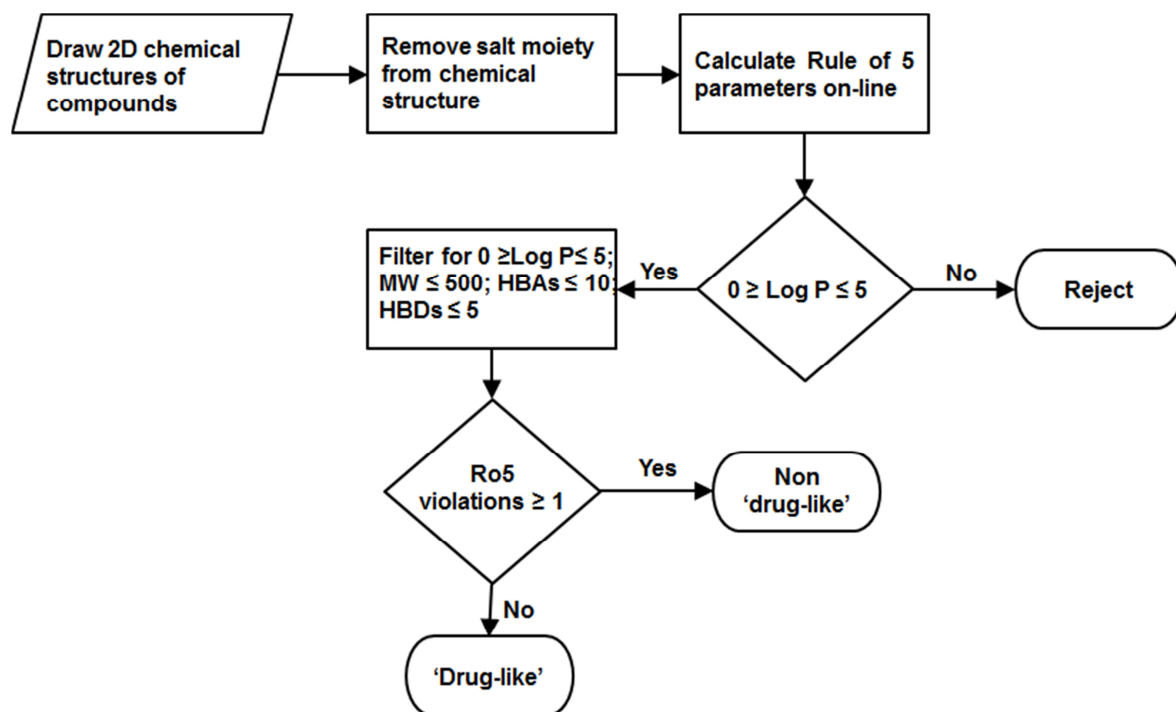 Draw 2D chemical
structures of
compounds
Remove salt moiety
from chemical
structure
Calculate Rule of 5
parameters on-line
Filter for 0 ≥Log P≤ 5;
MW ≤ 500; HBAs ≤ 10;
HBDs ≤ 5
Yes
0 ≥ Log P ≤ 5
No
Reject
Ro5
violations ≥ 1
Yes
Non
‘drug-like’
No
‘Drug-like’